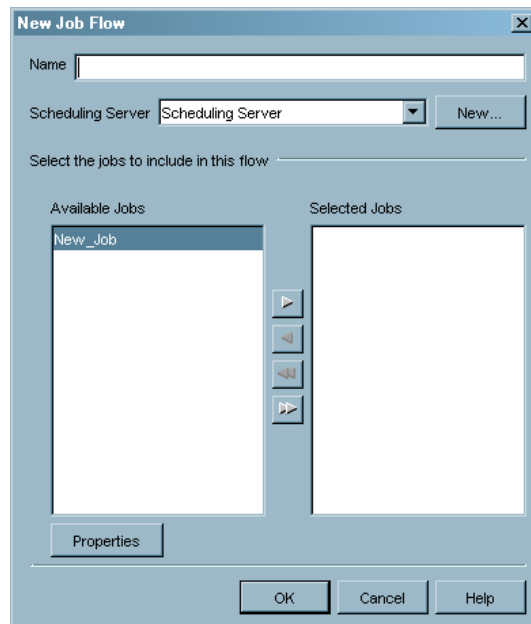 New Job Flow
Name
Scheduling Server Scheduling Server New...
Select the jobs to include in this flow
Available Jobs Selected Jobs
New_Job
Properties
OK Cancel Help